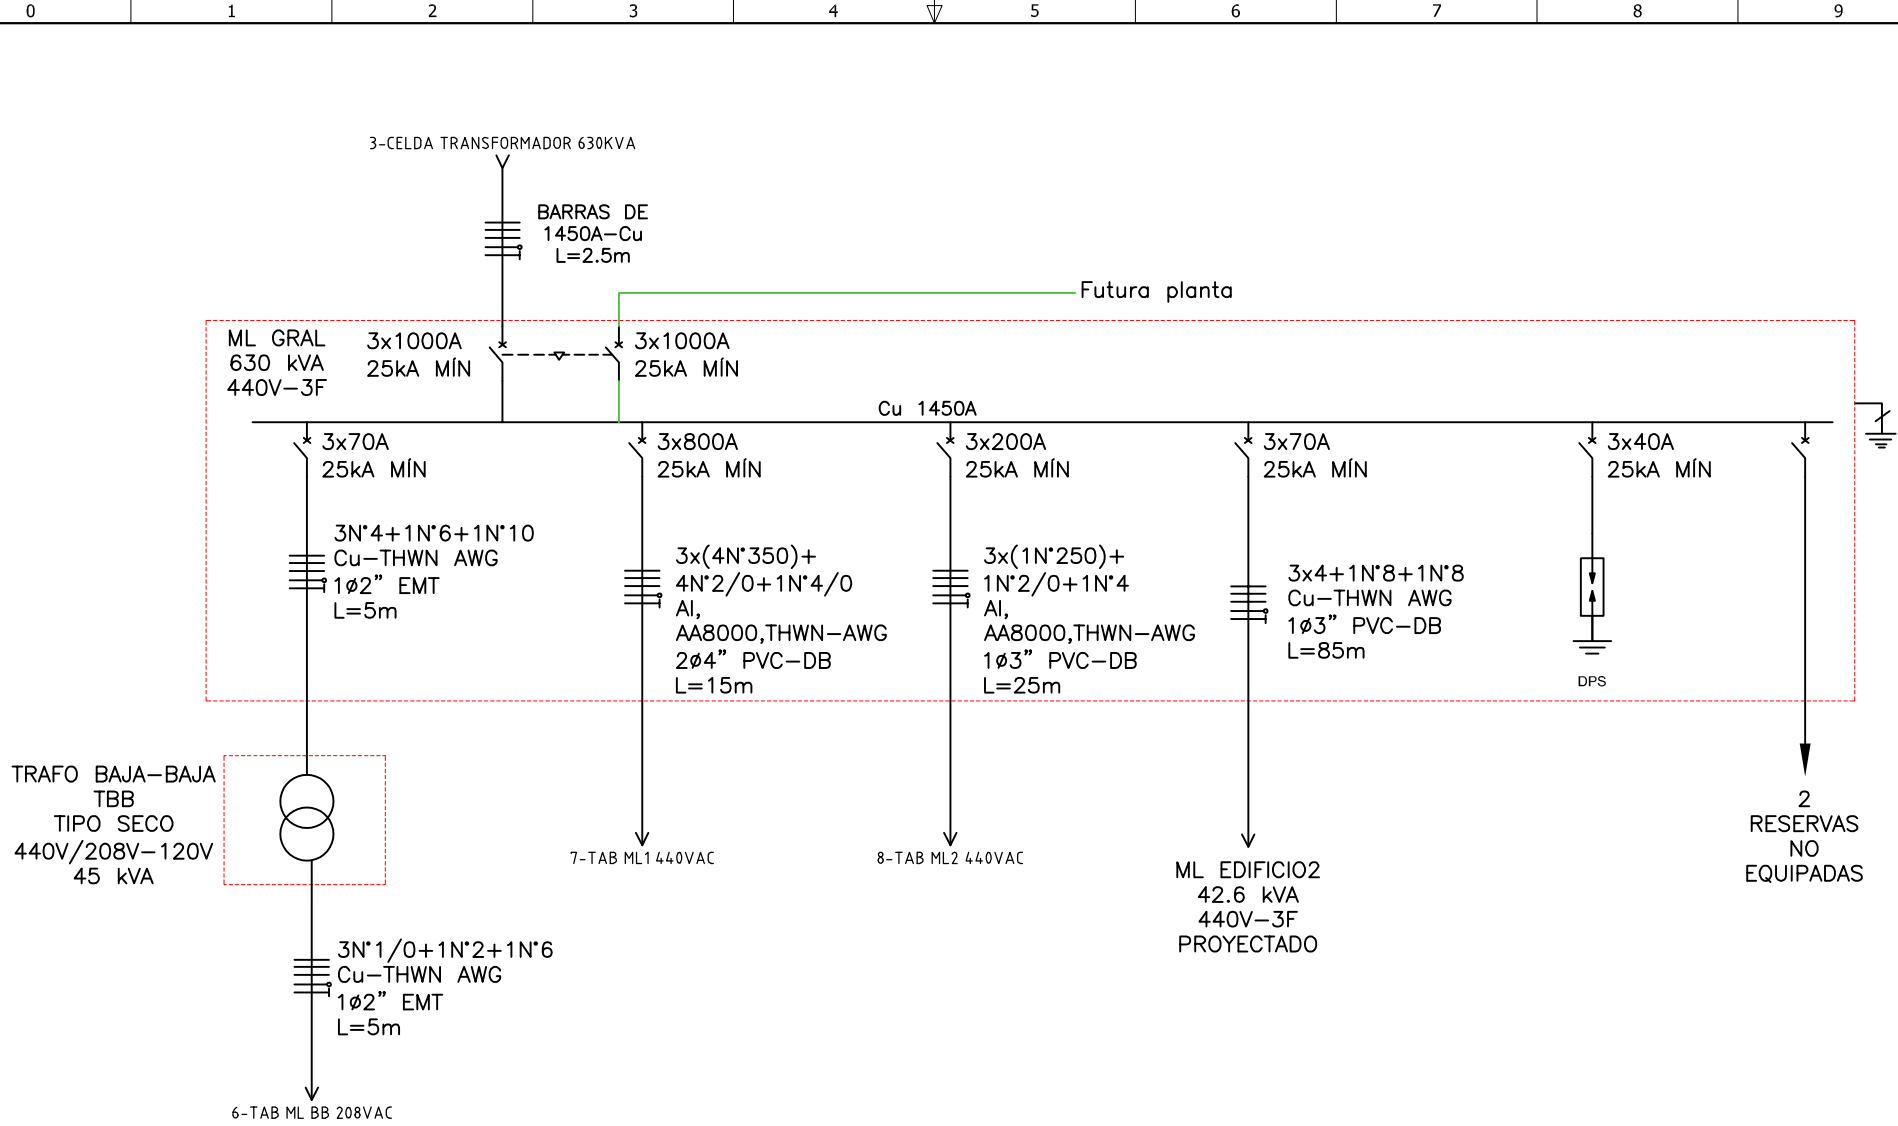 0 1 2 3 4 5 6 7 8 9
3-CELDA TRANSFORMADOR 630KVA
BARRAS DE
1450A-Cu
L=2.5m
Futura planta
ML GRAL
630 kVA
440V-3F
3x1000A
25kA MÍN
3x1000A
25kA MÍN
Cu 1450A
3x70A
25kA MÍN
3x800A
25kA MÍN
3x200A
25kA MÍN
3x70A
25kA MÍN
3x40A
25kA MÍN
3N°4+1N°6+1N°10
Cu-THWN AWG
1ø2" EMT
L=5m
3x(4N°350)+
4N°2/0+1N°4/0
Al,
AA8000,THWN-AWG
2ø4" PVC-DB
L=15m
3x(1N°250)+
1N°2/0+1N°4
Al,
AA8000,THWN-AWG
1ø3" PVC-DB
L=25m
3x4+1N°8+1N°8
Cu-THWN AWG
1ø3" PVC-DB
L=85m
DPS
TRAFO BAJA-BAJA
TBB
TIPO SECO
440V/208V-120V
45 kVA
7-TAB ML1 440VAC
8-TAB ML2 440VAC
ML EDIFICIO2
42.6 kVA
440V-3F
PROYECTADO
2
RESERVAS
NO
EQUIPADAS
3N°1/0+1N°2+1N°6
Cu-THWN AWG
1ø2" EMT
L=5m
6-TAB ML BB 208VAC